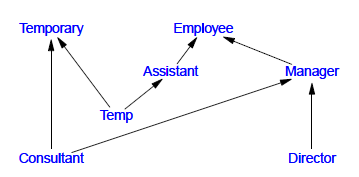 Temporary
Employee
Assistant
Manager
Temp
Consultant
Director